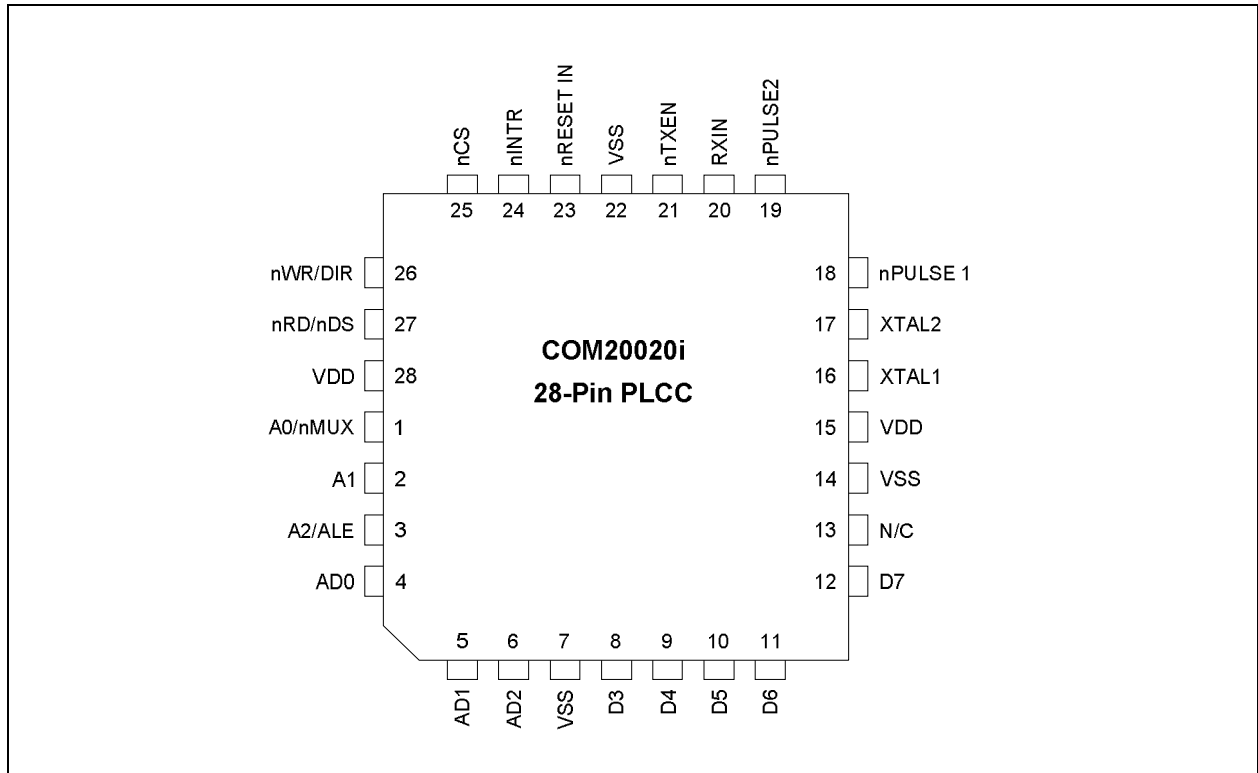 nCS
nINTR
nRESET IN
VSS
nTXEN
RXIN
nPULSE2
25
24
23
22
21
20
19
nWR/DIR
26
nRD/nDS
27
VDD
28
A0/nMUX
1
A1
2
A2/ALE
3
AD0
4
COM20020i
28-Pin PLCC
18
nPULSE 1
17
XTAL2
16
XTAL1
15
VDD
14
VSS
13
N/C
12
D7
5
6
7
8
9
10
11
AD1
AD2
VSS
D3
D4
D5
D6